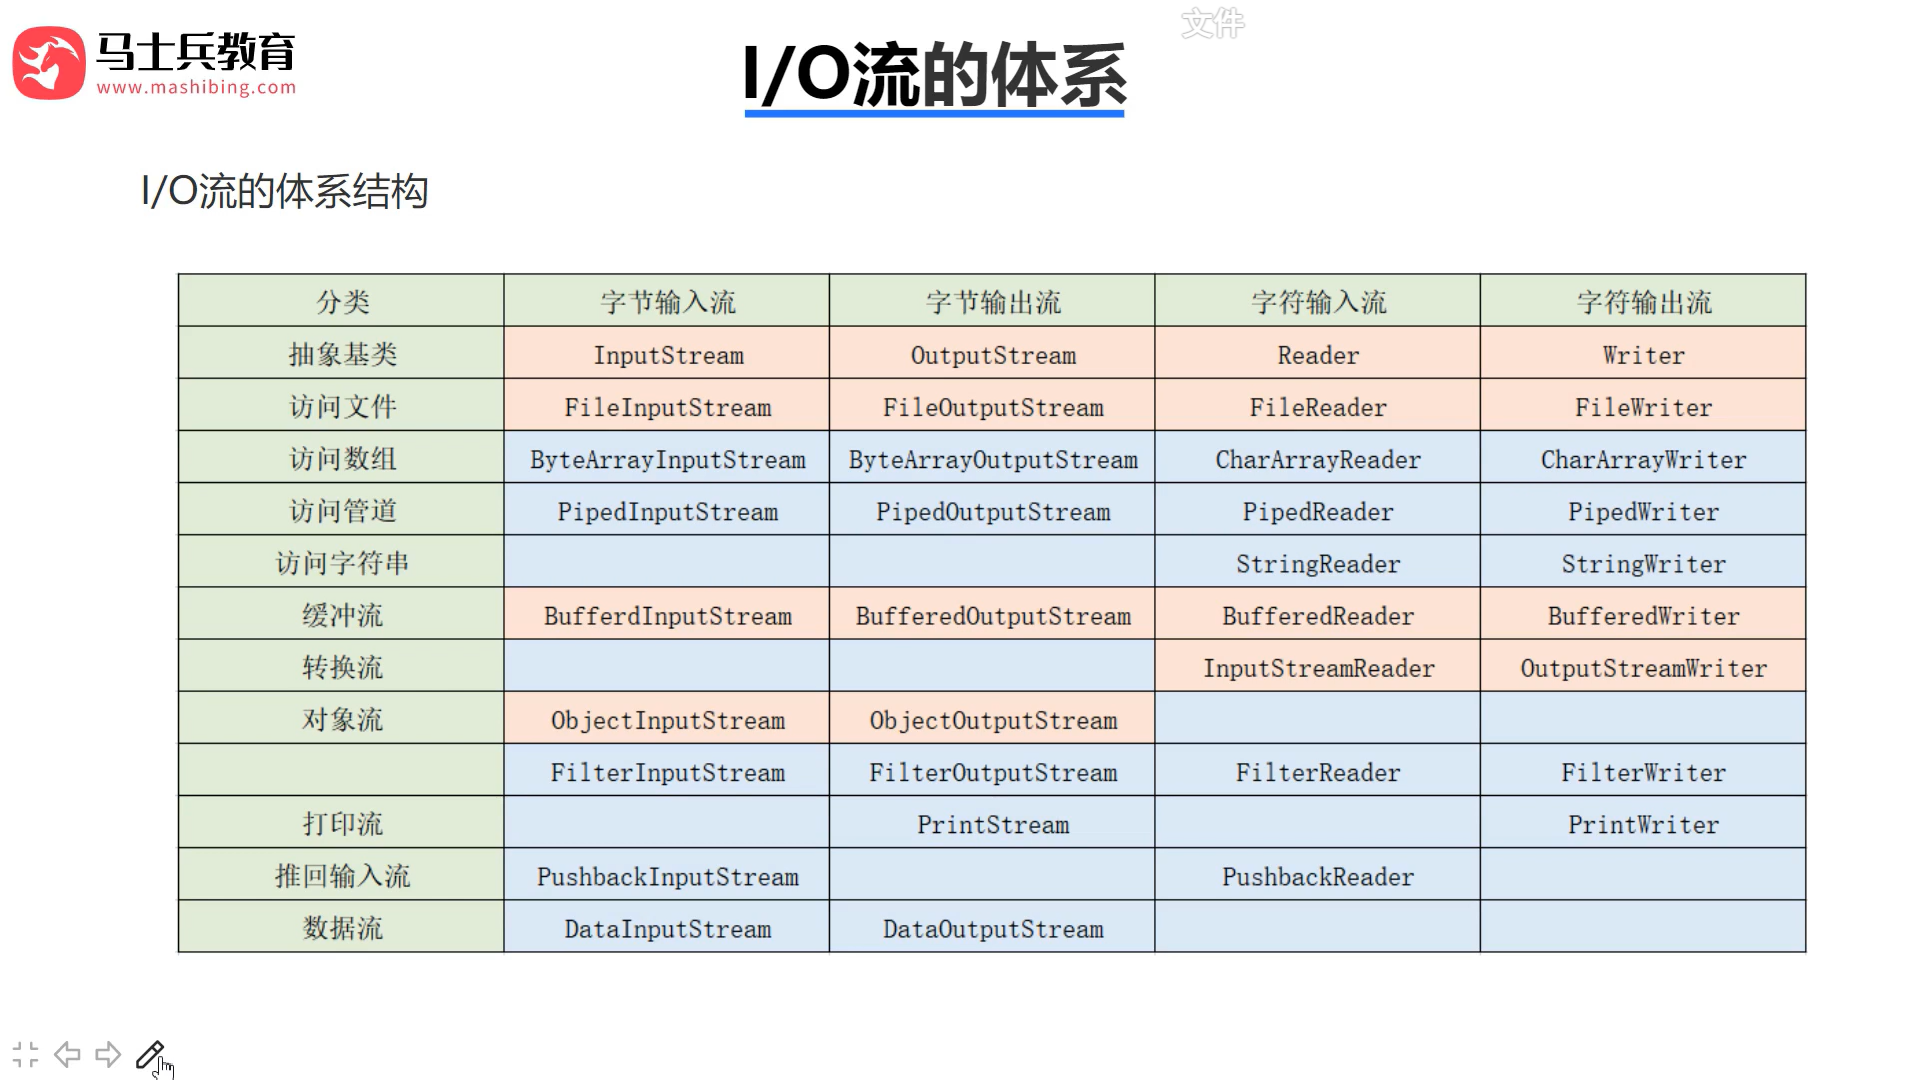 文件
马士兵教育
www.mashibing.com
I/O流的体系
I/O流的体系结构
分类 字节输入流 字节输出流 字符输入流 字符输出流
抽象基类 InputStream OutputStream Reader Writer
访问文件 FileInputStream FileOutputStream FileReader FileWriter
访问数组 ByteArrayInputStream ByteArrayOutputStream CharArrayReader CharArrayWriter
访问管道 PipedInputStream PipedOutputStream PipedReader PipedWriter
访问字符串 StringReader StringWriter
缓冲流 BufferdInputStream BufferedOutputStream BufferedReader BufferedWriter
转换流 InputStreamReader OutputStreamWriter
对象流 ObjectInputStream ObjectOutputStream
FilterInputStream FilterOutputStream FilterReader FilterWriter
打印流 PrintStream PrintWriter
推回输入流 PushbackInputStream PushbackReader
数据流 DataInputStream DataOutputStream